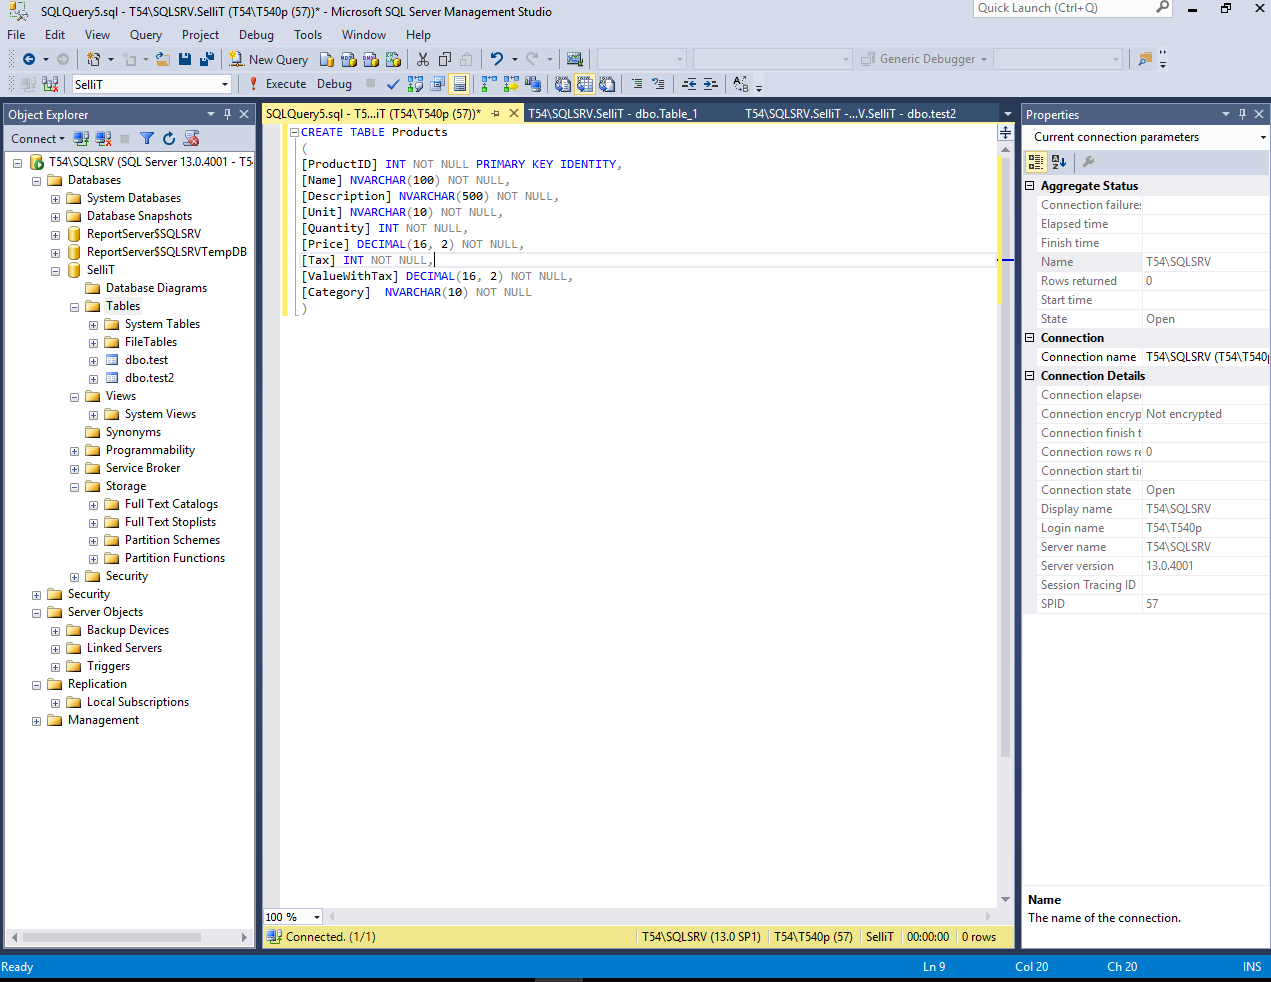 SQLQuery5.sql - T54\SQLSRV.SelliT (T54\T540p (57))* - Microsoft SQL Server Management Studio
Quick Launch (Ctrl+Q)
File Edit View Query Project Debug Tools Window Help
New Query Generic Debugger
SelliT Execute Debug
Object Explorer
Connect
T54\SQLSRV (SQL Server 13.0.4001 - T5
Databases
System Databases
Database Snapshots
ReportServer$SQLSRV
ReportServer$SQLSRVTempDB
SelliT
Database Diagrams
Tables
System Tables
FileTables
dbo.test
dbo.test2
Views
System Views
Synonyms
Programmability
Service Broker
Storage
Full Text Catalogs
Full Text Stoplists
Partition Schemes
Partition Functions
Security
Security
Server Objects
Backup Devices
Linked Servers
Triggers
Replication
Local Subscriptions
Management
SQLQuery5.sql - T5...iT (T54\T540p (57))* T54\SQLSRV.SelliT - dbo.Table_1 T54\SQLSRV.SelliT -...V.SelliT - dbo.test2
CREATE TABLE Products
(
[ProductID] INT NOT NULL PRIMARY KEY IDENTITY,
[Name] NVARCHAR(100) NOT NULL,
[Description] NVARCHAR(500) NOT NULL,
[Unit] NVARCHAR(10) NOT NULL,
[Quantity] INT NOT NULL,
[Price] DECIMAL(16, 2) NOT NULL,
[Tax] INT NOT NULL,
[ValueWithTax] DECIMAL(16, 2) NOT NULL,
[Category]  NVARCHAR(10) NOT NULL
)
100 %
Connected. (1/1) T54\SQLSRV (13.0 SP1) T54\T540p (57) SelliT 00:00:00 0 rows
Properties
Current connection parameters
Aggregate Status
Connection failures
Elapsed time
Finish time
Name T54\SQLSRV
Rows returned 0
Start time
State Open
Connection
Connection name T54\SQLSRV (T54\T540p
Connection Details
Connection elapse
Connection encryp Not encrypted
Connection finish t
Connection rows re 0
Connection start ti
Connection state Open
Display name T54\SQLSRV
Login name T54\T540p
Server name T54\SQLSRV
Server version 13.0.4001
Session Tracing ID
SPID 57
Name
The name of the connection.
Ready Ln 9 Col 20 Ch 20 INS